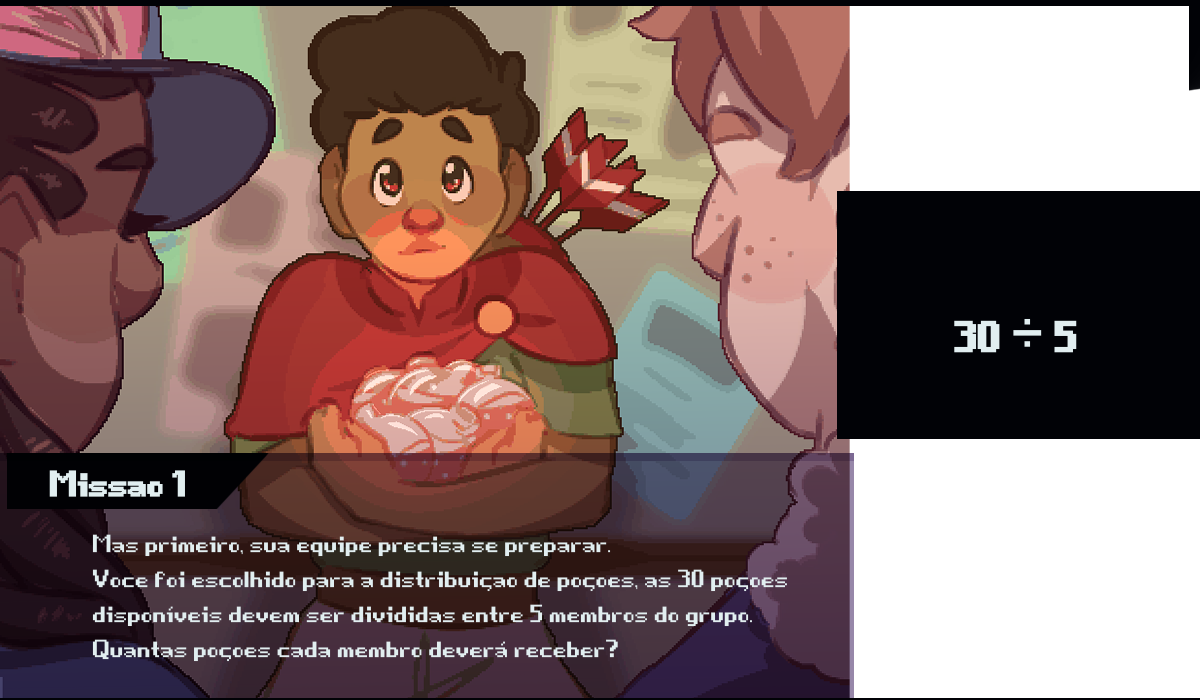 Missao 1
Mas primeiro, sua equipe precisa se preparar.
Voce foi escolhido para a distribuiçao de poçoes, as 30 poçoes
disponíveis devem ser divididas entre 5 membros do grupo.
Quantas poçoes cada membro deverá receber?
30 ÷ 5